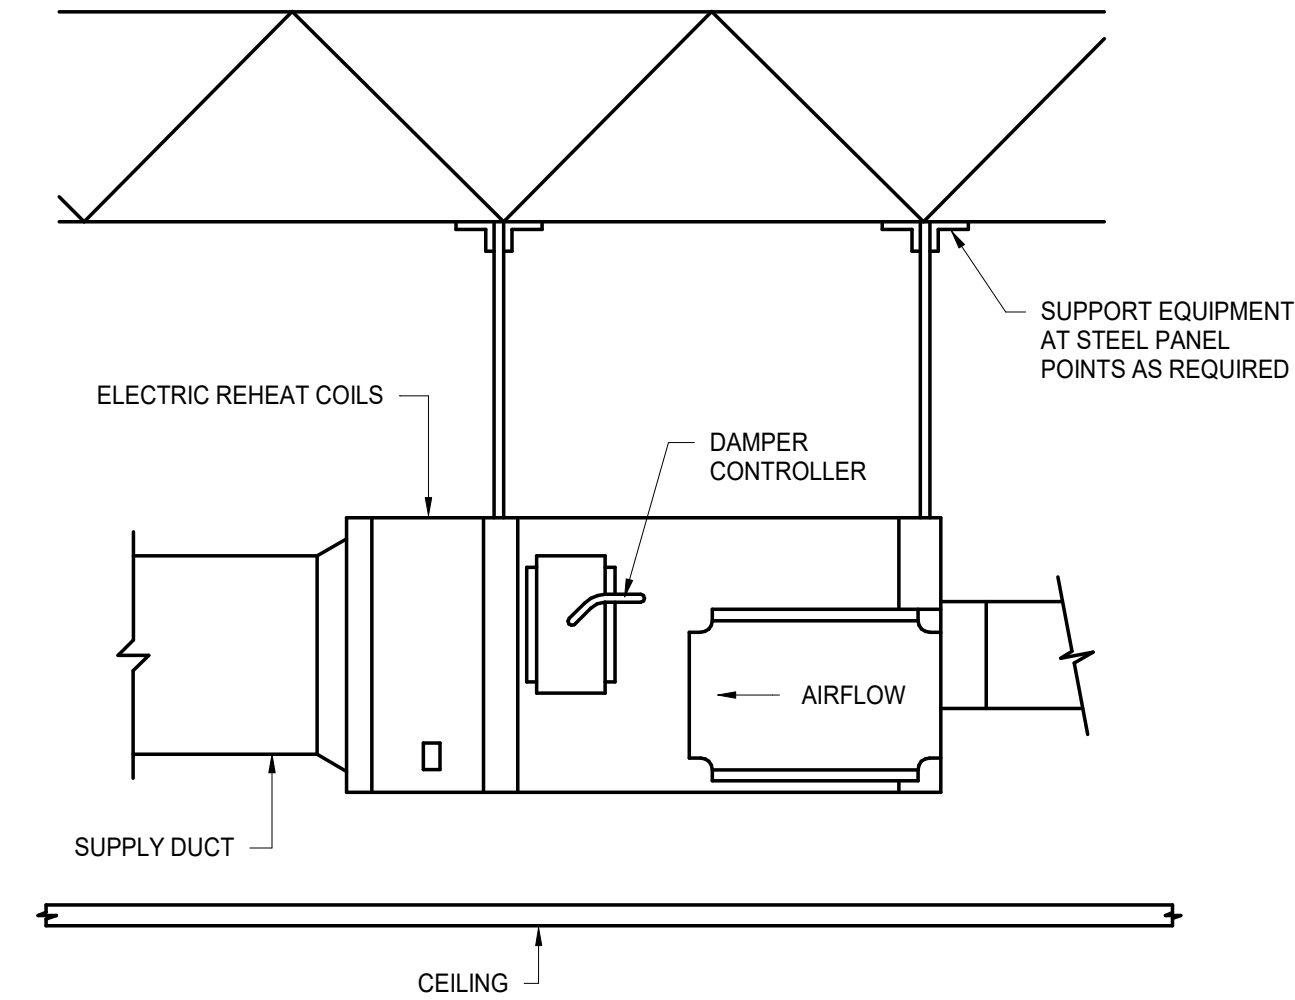 SUPPORT EQUIPMENT
AT STEEL PANEL
POINTS AS REQUIRED
ELECTRIC REHEAT COILS
DAMPER
CONTROLLER
AIRFLOW
SUPPLY DUCT
CEILING